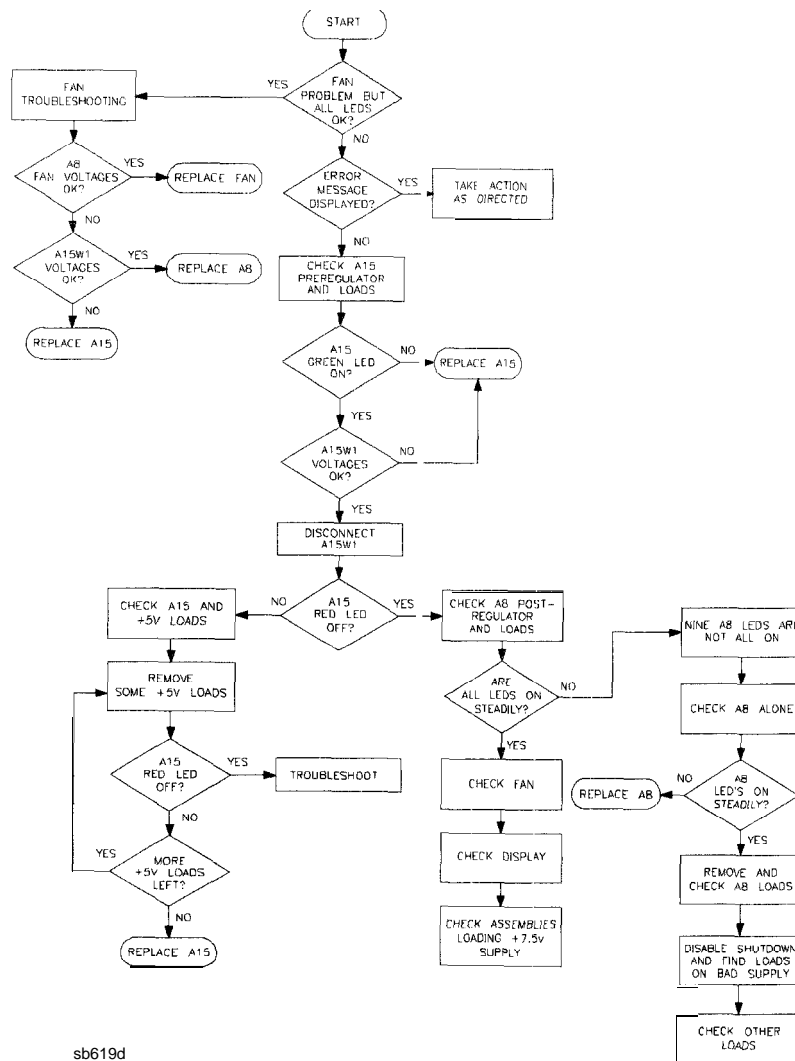 START
FAN
PROBLEM BUT
ALL LEDS
OK?
YES
NO
FAN
TROUBLESHOOTING
A8
FAN VOLTAGES
OK?
YES
REPLACE FAN
NO
A15W1
VOLTAGES
OK?
YES
REPLACE A8
NO
REPLACE A15
ERROR
MESSAGE
DISPLAYED?
YES
TAKE ACTION
AS DIRECTED
NO
CHECK A15
PREREGULATOR
AND LOADS
A15
GREEN LED
ON?
NO
REPLACE A15
YES
A15W1
VOLTAGES
OK?
NO
YES
DISCONNECT
A15W1
A15
RED LED
OFF?
NO
YES
CHECK A15 AND
+5V LOADS
REMOVE
SOME +5V LOADS
A15
RED LED
OFF?
YES
TROUBLESHOOT
NO
MORE
+5V LOADS
LEFT?
YES
NO
REPLACE A15
CHECK A8 POST-
REGULATOR
AND LOADS
ARE
ALL LEDS ON
STEADILY?
NO
YES
CHECK FAN
CHECK DISPLAY
CHECK ASSEMBLIES
LOADING +7.5v
SUPPLY
NINE A8 LEDS ARE
NOT ALL ON
CHECK A8 ALONE
A8
LED'S ON
STEADILY?
NO
REPLACE A8
YES
REMOVE AND
CHECK A8 LOADS
DISABLE SHUTDOWN
AND FIND LOADS
ON BAD SUPPLY
CHECK OTHER
LOADS
sb619d